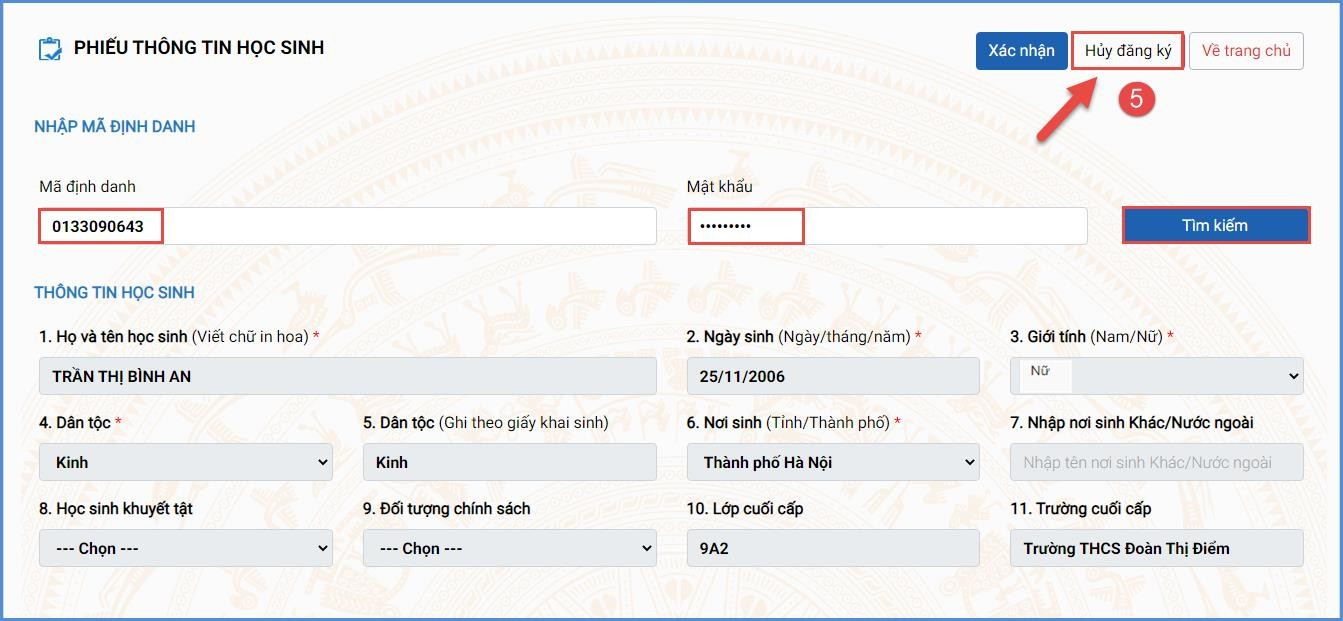 PHIẾU THÔNG TIN HỌC SINH
Xác nhận Hủy đăng ký Về trang chủ
5
NHẬP MÃ ĐỊNH DANH
Mã định danh Mật khẩu
0133090643 ········· Tìm kiếm
THÔNG TIN HỌC SINH
1. Họ và tên học sinh (Viết chữ in hoa) * 2. Ngày sinh (Ngày/tháng/năm) * 3. Giới tính (Nam/Nữ) *
TRẦN THỊ BÌNH AN 25/11/2006 Nữ
4. Dân tộc * 5. Dân tộc (Ghi theo giấy khai sinh) 6. Nơi sinh (Tỉnh/Thành phố) * 7. Nhập nơi sinh Khác/Nước ngoài
Kinh Kinh Thành phố Hà Nội Nhập tên nơi sinh Khác/Nước ngoài
8. Học sinh khuyết tật 9. Đối tượng chính sách 10. Lớp cuối cấp 11. Trường cuối cấp
--- Chọn --- --- Chọn --- 9A2 Trường THCS Đoàn Thị Điểm